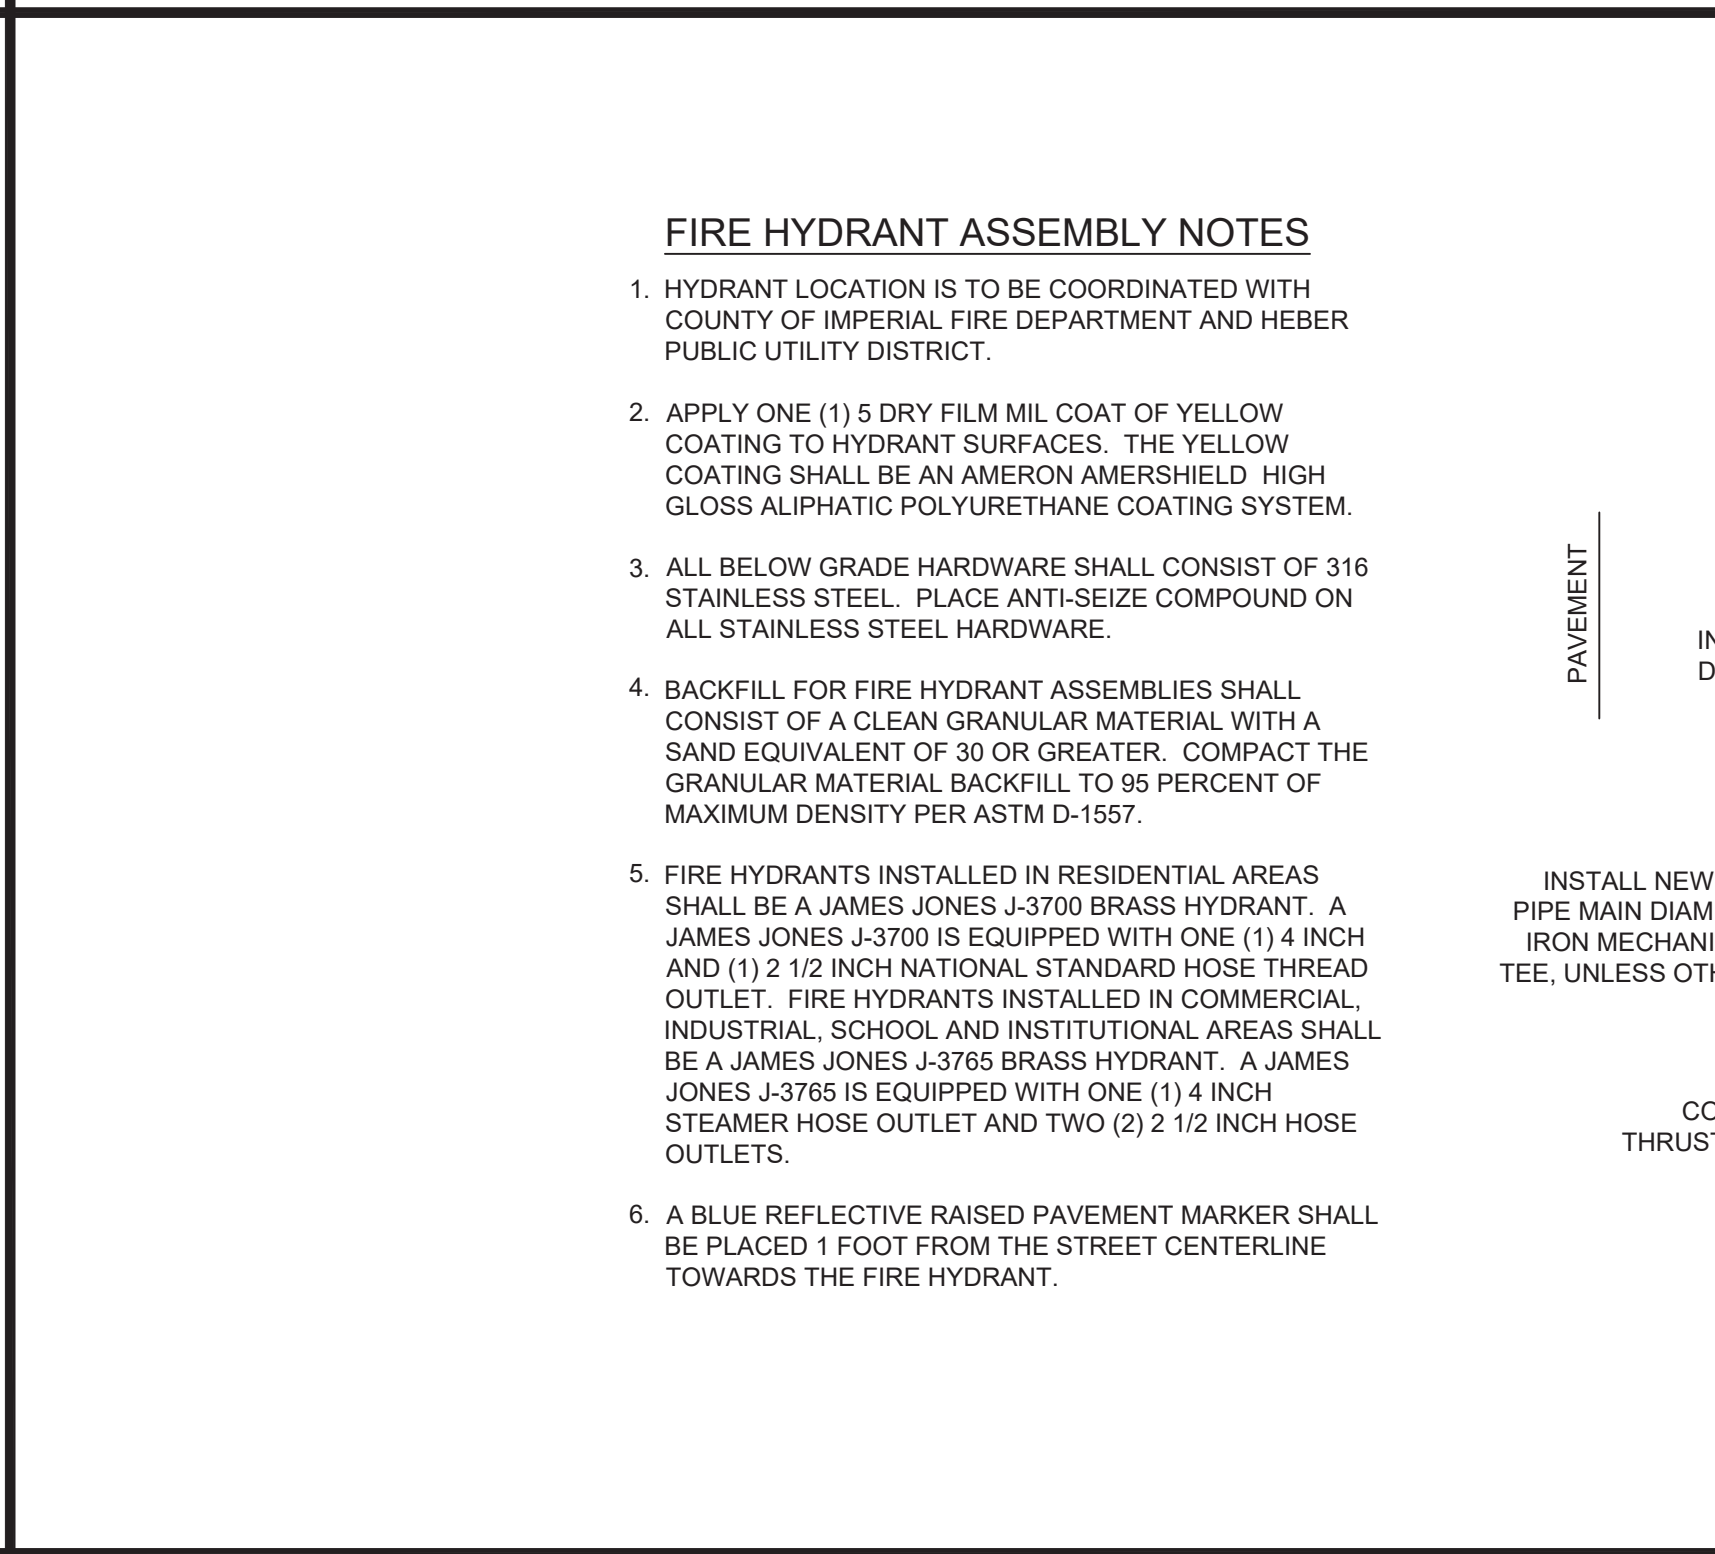 FIRE HYDRANT ASSEMBLY NOTES
1. HYDRANT LOCATION IS TO BE COORDINATED WITH
COUNTY OF IMPERIAL FIRE DEPARTMENT AND HEBER
PUBLIC UTILITY DISTRICT.
2. APPLY ONE (1) 5 DRY FILM MIL COAT OF YELLOW
COATING TO HYDRANT SURFACES.  THE YELLOW
COATING SHALL BE AN AMERON AMERSHIELD  HIGH
GLOSS ALIPHATIC POLYURETHANE COATING SYSTEM.
3. ALL BELOW GRADE HARDWARE SHALL CONSIST OF 316
STAINLESS STEEL.  PLACE ANTI-SEIZE COMPOUND ON
ALL STAINLESS STEEL HARDWARE.
4. BACKFILL FOR FIRE HYDRANT ASSEMBLIES SHALL
CONSIST OF A CLEAN GRANULAR MATERIAL WITH A
SAND EQUIVALENT OF 30 OR GREATER.  COMPACT THE
GRANULAR MATERIAL BACKFILL TO 95 PERCENT OF
MAXIMUM DENSITY PER ASTM D-1557.
5. FIRE HYDRANTS INSTALLED IN RESIDENTIAL AREAS
SHALL BE A JAMES JONES J-3700 BRASS HYDRANT.  A
JAMES JONES J-3700 IS EQUIPPED WITH ONE (1) 4 INCH
AND (1) 2 1/2 INCH NATIONAL STANDARD HOSE THREAD
OUTLET.  FIRE HYDRANTS INSTALLED IN COMMERCIAL,
INDUSTRIAL, SCHOOL AND INSTITUTIONAL AREAS SHALL
BE A JAMES JONES J-3765 BRASS HYDRANT.  A JAMES
JONES J-3765 IS EQUIPPED WITH ONE (1) 4 INCH
STEAMER HOSE OUTLET AND TWO (2) 2 1/2 INCH HOSE
OUTLETS.
6. A BLUE REFLECTIVE RAISED PAVEMENT MARKER SHALL
BE PLACED 1 FOOT FROM THE STREET CENTERLINE
TOWARDS THE FIRE HYDRANT.
PAVEMENT
INSTALL NEW
PIPE MAIN DIAM
IRON MECHANI
TEE, UNLESS OTH
CO
THRUST